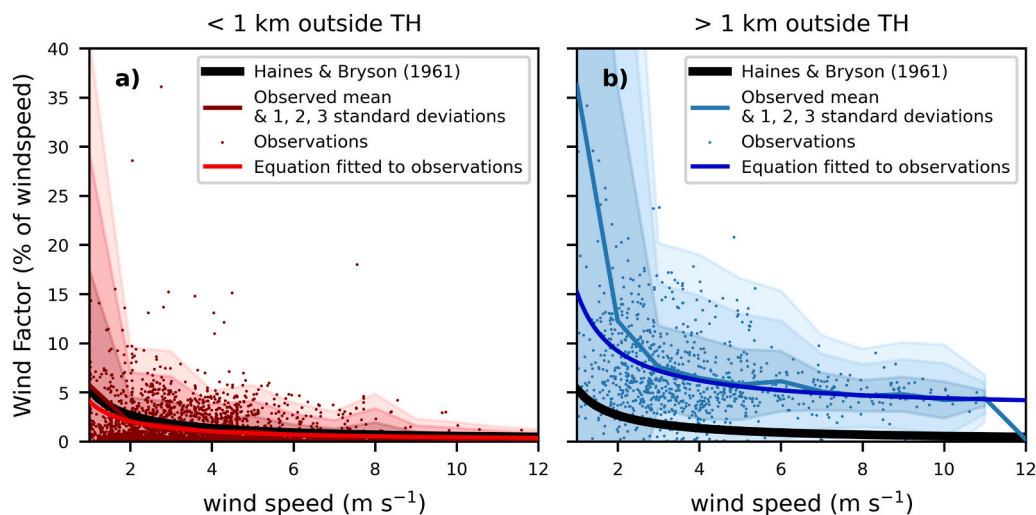 < 1 km outside TH
> 1 km outside TH
a)
Haines & Bryson (1961)
Observed mean
& 1, 2, 3 standard deviations
Observations
Equation fitted to observations
b)
Haines & Bryson (1961)
Observed mean
& 1, 2, 3 standard deviations
Observations
Equation fitted to observations
Wind Factor (% of windspeed)
40
35
30
25
20
15
10
5
0
2 4 6 8 10 12
2 4 6 8 10 12
wind speed (m s⁻¹)
wind speed (m s⁻¹)